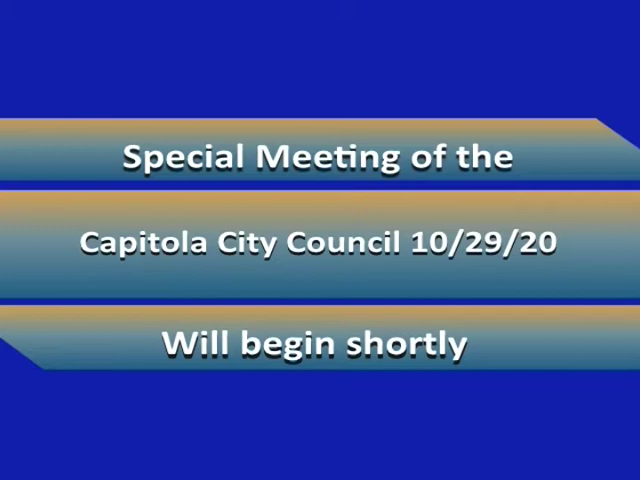 Special Meeting of the
Capitola City Council 10/29/20
Will begin shortly